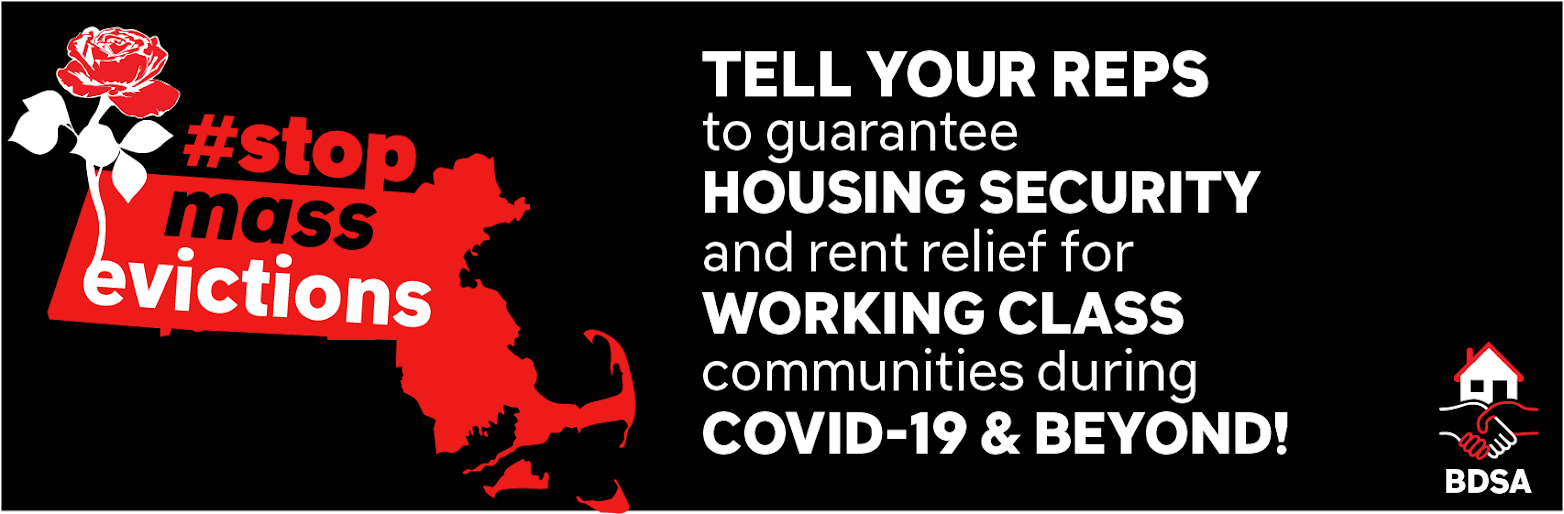 #stop
mass
evictions
TELL YOUR REPS
to guarantee
HOUSING SECURITY
and rent relief for
WORKING CLASS
communities during
COVID-19 & BEYOND!
BDSA